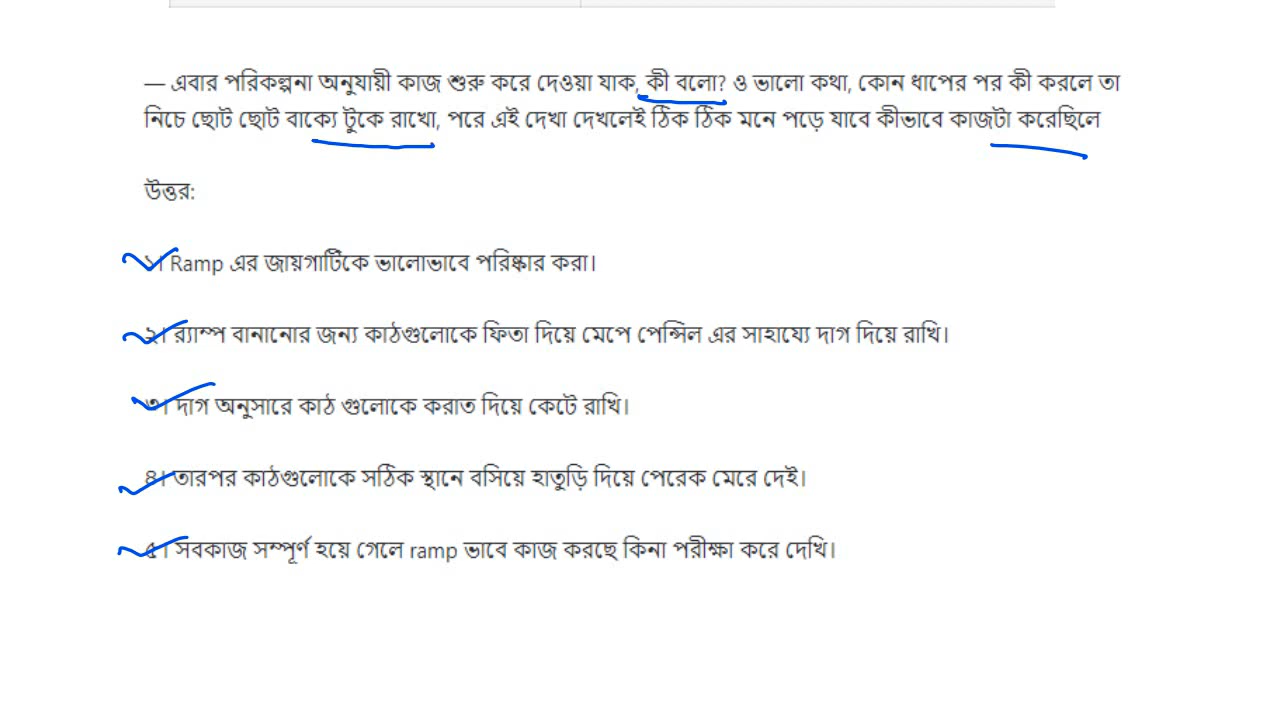 — এবার পরিকল্পনা অনুযায়ী কাজ শুরু করে দেওয়া যাক, কী বলো? ও ভালো কথা, কোন ধাপের পর কী করলে তা
নিচে ছোট ছোট বাক্যে টুকে রাখো, পরে এই দেখা দেখলেই ঠিক ঠিক মনে পড়ে যাবে কীভাবে কাজটা করেছিলে
উত্তর:
১। Ramp এর জায়গাটিকে ভালোভাবে পরিষ্কার করা।
২। র‍্যাম্প বানানোর জন্য কাঠগুলোকে ফিতা দিয়ে মেপে পেন্সিল এর সাহায্যে দাগ দিয়ে রাখি।
৩। দাগ অনুসারে কাঠ গুলোকে করাত দিয়ে কেটে রাখি।
৪। তারপর কাঠগুলোকে সঠিক স্থানে বসিয়ে হাতুড়ি দিয়ে পেরেক মেরে দেই।
৫। সবকাজ সম্পূর্ণ হয়ে গেলে ramp ভাবে কাজ করছে কিনা পরীক্ষা করে দেখি।